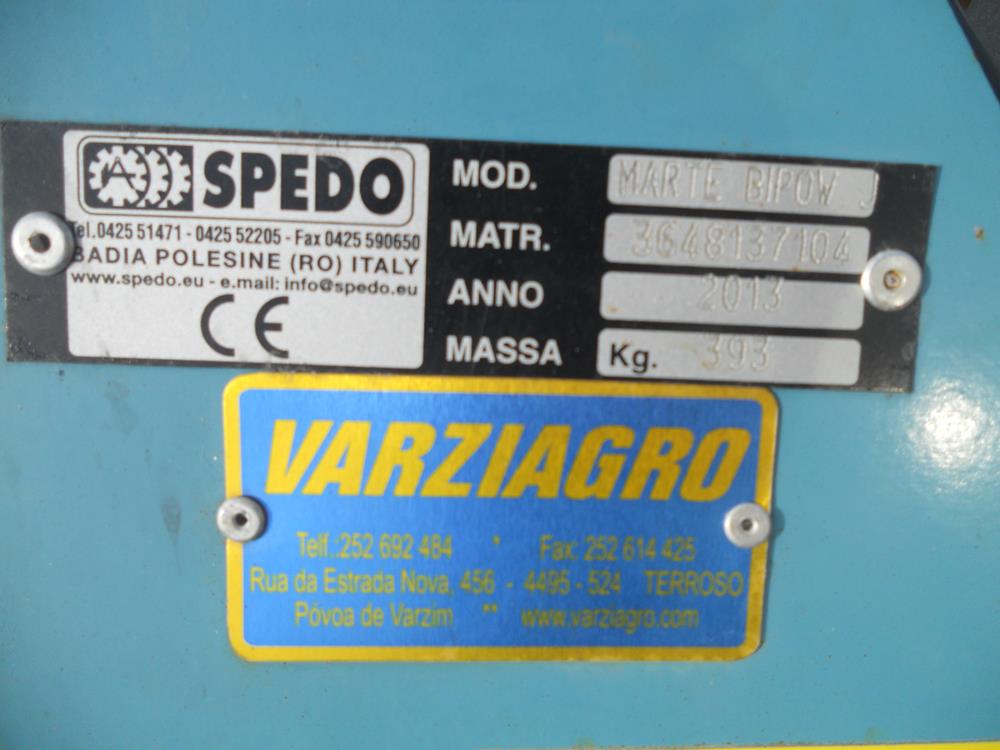 A SPEDO
Tel.0425 51471 - 0425 52205 - Fax 0425 590650
BADIA POLESINE (RO) ITALY
www.spedo.eu - e.mail: info@spedo.eu
CE
MOD. MARTE BIPOW J
MATR. 3648137104
ANNO 2013
MASSA Kg. 393
VARZIAGRO
Telf.:252 692 484 * Fax: 252 614 425
Rua da Estrada Nova, 456 - 4495 - 524 TERROSO
Póvoa de Varzim ** www.varziagro.com